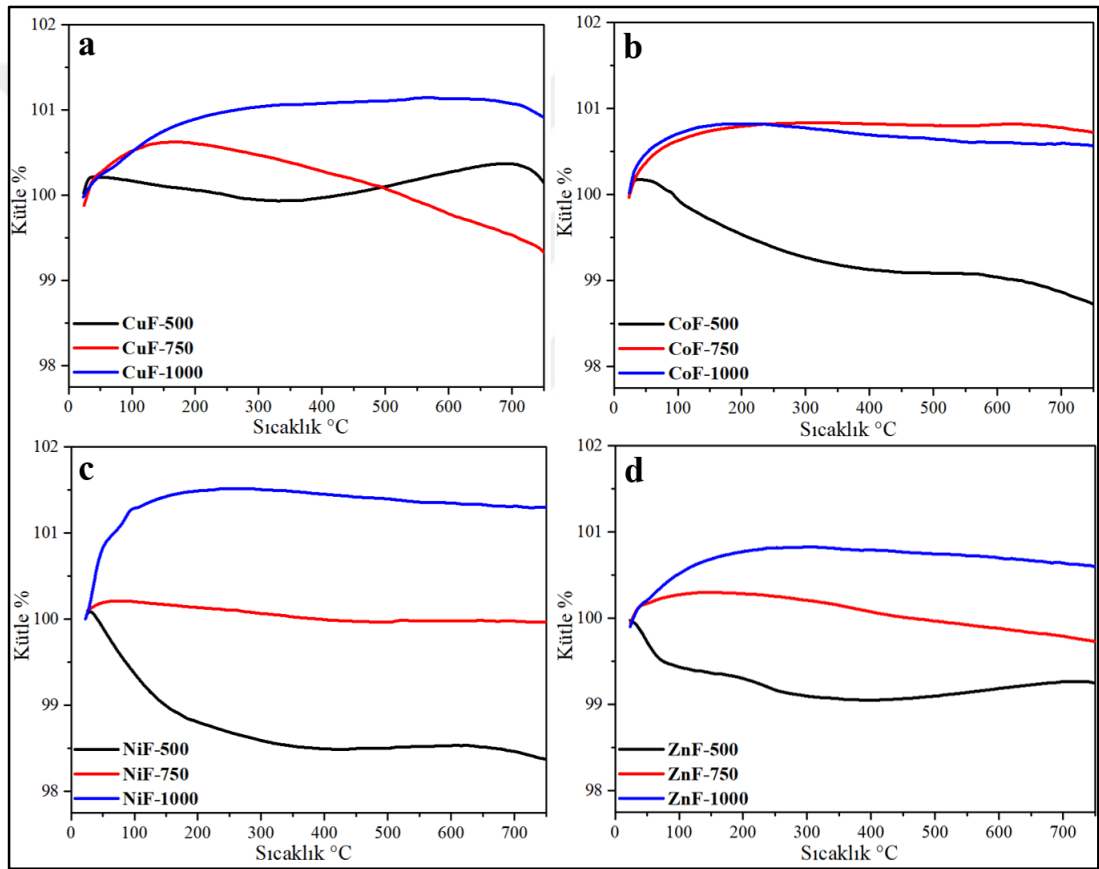 a
102
101
100
99
98
Kütle %
CuF-500
CuF-750
CuF-1000
0 100 200 300 400 500 600 700
Sıcaklık °C
b
102
101
100
99
98
Kütle %
CoF-500
CoF-750
CoF-1000
0 100 200 300 400 500 600 700
Sıcaklık °C
c
102
101
100
99
98
Kütle %
NiF-500
NiF-750
NiF-1000
0 100 200 300 400 500 600 700
Sıcaklık °C
d
102
101
100
99
98
Kütle %
ZnF-500
ZnF-750
ZnF-1000
0 100 200 300 400 500 600 700
Sıcaklık °C